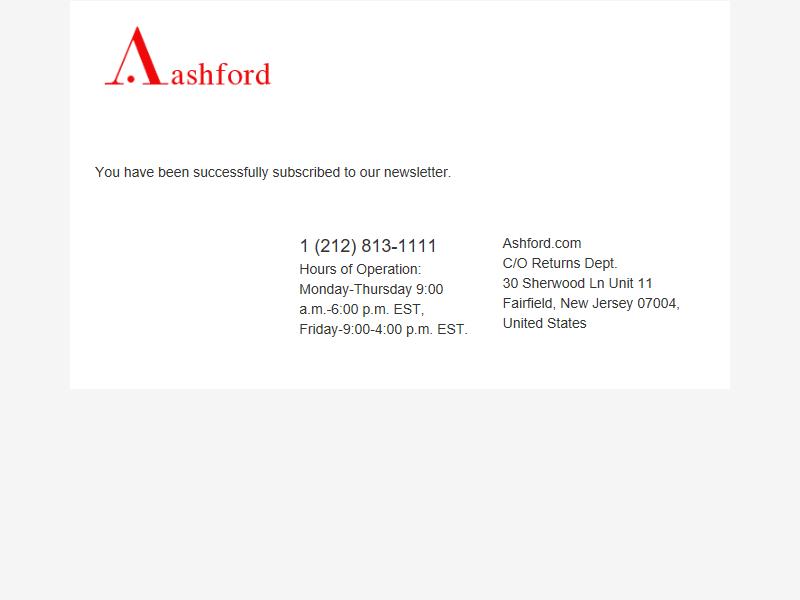 Aashford
You have been successfully subscribed to our newsletter.
1 (212) 813-1111
Hours of Operation:
Monday-Thursday 9:00
a.m.-6:00 p.m. EST,
Friday-9:00-4:00 p.m. EST.
Ashford.com
C/O Returns Dept.
30 Sherwood Ln Unit 11
Fairfield, New Jersey 07004,
United States